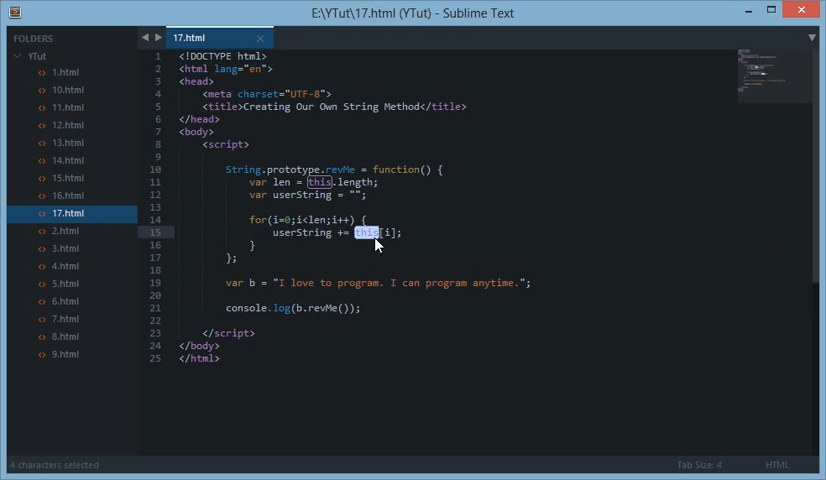 E:\YTut\17.html (YTut) - Sublime Text
FOLDERS
YTut
<> 1.html
<> 10.html
<> 11.html
<> 12.html
<> 13.html
<> 14.html
<> 15.html
<> 16.html
<> 17.html
<> 2.html
<> 3.html
<> 4.html
<> 5.html
<> 6.html
<> 7.html
<> 8.html
<> 9.html
17.html
1 <!DOCTYPE html>
2 <html lang="en">
3 <head>
4 <meta charset="UTF-8">
5 <title>Creating Our Own String Method</title>
6 </head>
7 <body>
8 <script>
9
10 String.prototype.revMe = function() {
11 var len = this.length;
12 var userString = "";
13
14 for(i=0;i<len;i++) {
15 userString += this[i];
16 }
17 };
18
19 var b = "I love to program. I can program anytime.";
20
21 console.log(b.revMe());
22
23 </script>
24 </body>
25 </html>
4 characters selected
Tab Size: 4
HTML